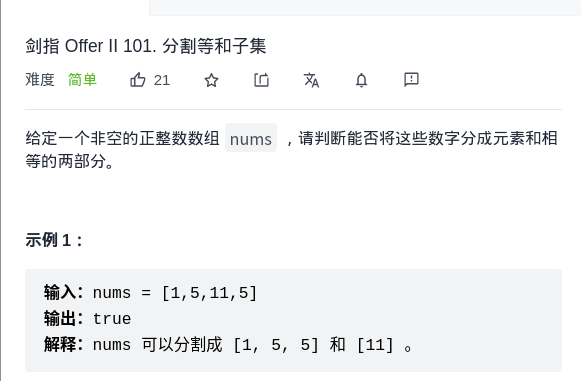 剑指 Offer II 101. 分割等和子集
难度 简单 21
给定一个非空的正整数数组 nums ，请判断能否将这些数字分成元素和相
等的两部分。
示例 1：
输入：nums = [1,5,11,5]
输出：true
解释：nums 可以分割成 [1, 5, 5] 和 [11] 。